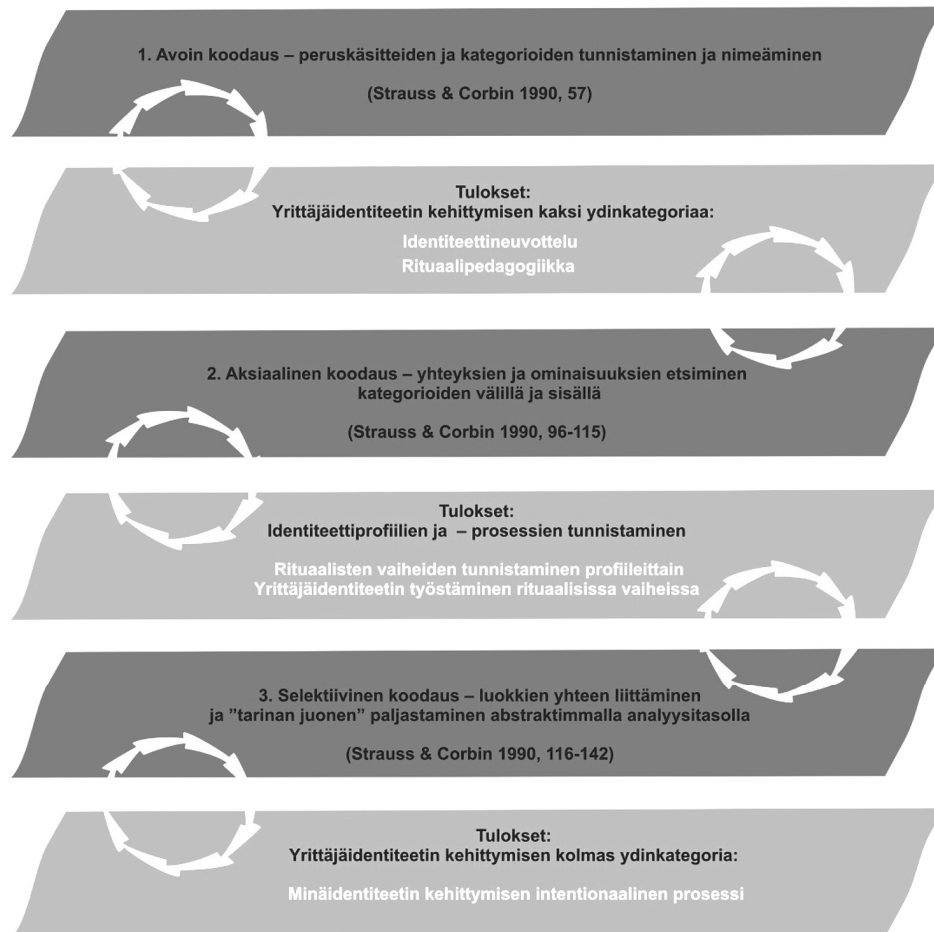 1. Avoin koodaus – peruskäsitteiden ja kategorioiden tunnistaminen ja nimeäminen
(Strauss & Corbin 1990, 57)
Tulokset:
Yrittäjäidentiteetin kehittymisen kaksi ydinkategoriaa:
Identiteettineuvottelu
Rituaalipedagogiikka
2. Aksiaalinen koodaus – yhteyksien ja ominaisuuksien etsiminen
kategorioiden välillä ja sisällä
(Strauss & Corbin 1990, 96-115)
Tulokset:
Identiteettiprofiilien ja – prosessien tunnistaminen
Rituaalisten vaiheiden tunnistaminen profiileittain
Yrittäjäidentiteetin työstäminen rituaalisissa vaiheissa
3. Selektiivinen koodaus – luokkien yhteen liittäminen
ja ”tarinan juonen” paljastaminen abstraktimmalla analyysitasolla
(Strauss & Corbin 1990, 116-142)
Tulokset:
Yrittäjäidentiteetin kehittymisen kolmas ydinkategoria:
Minäidentiteetin kehittymisen intentionaalinen prosessi